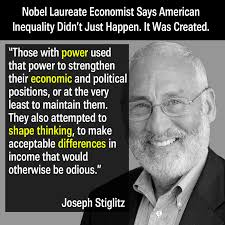 Nobel Laureate Economist Says American
Inequality Didn't Just Happen. It Was Created.
"Those with power used
that power to strengthen
their economic and political
positions, or at the very
least to maintain them.
They also attempted to
shape thinking, to make
acceptable differences in
income that would
otherwise be odious."
Joseph Stiglitz